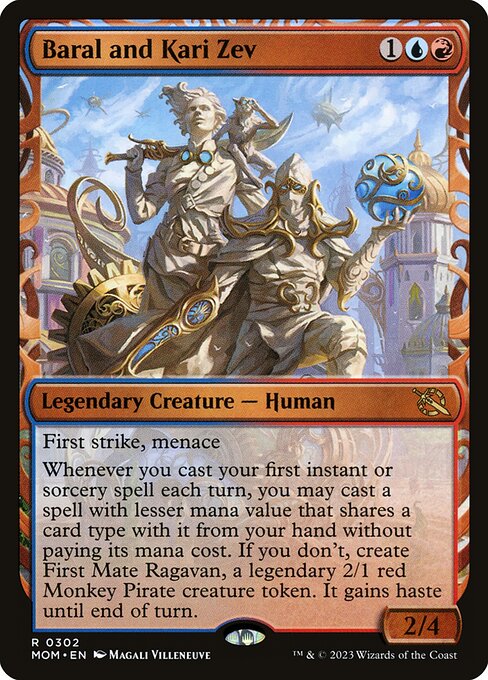 Baral and Kari Zev 1
Legendary Creature — Human
First strike, menace
Whenever you cast your first instant or
sorcery spell each turn, you may cast a
spell with lesser mana value that shares a
card type with it from your hand without
paying its mana cost. If you don't, create
First Mate Ragavan, a legendary 2/1 red
Monkey Pirate creature token. It gains haste
until end of turn.
2/4
R 0302
MOM • EN Magali Villeneuve
™ & © 2023 Wizards of the Coast